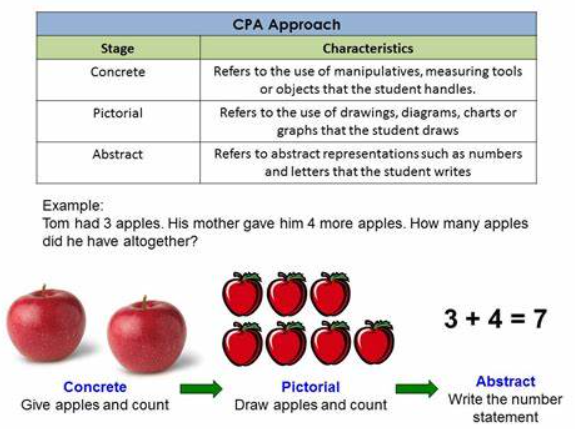 CPA Approach
Stage
Characteristics
Concrete
Refers to the use of manipulatives, measuring tools
or objects that the student handles.
Pictorial
Refers to the use of drawings, diagrams, charts or
graphs that the student draws
Abstract
Refers to abstract representations such as numbers
and letters that the student writes
Example:
Tom had 3 apples. His mother gave him 4 more apples. How many apples
did he have altogether?
3 + 4 = 7
Concrete
Give apples and count
Pictorial
Draw apples and count
Abstract
Write the number
statement